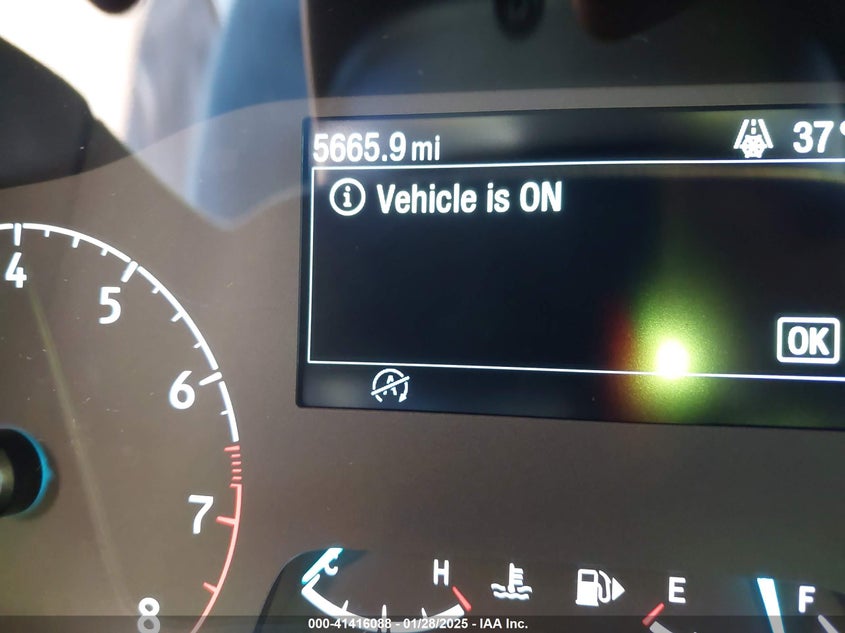 5665.9 mi 37°
Vehicle is ON
OK
A
4
5
6
7
8
C H E F
000-41416088 - 01/28/2025 - IAA Inc.